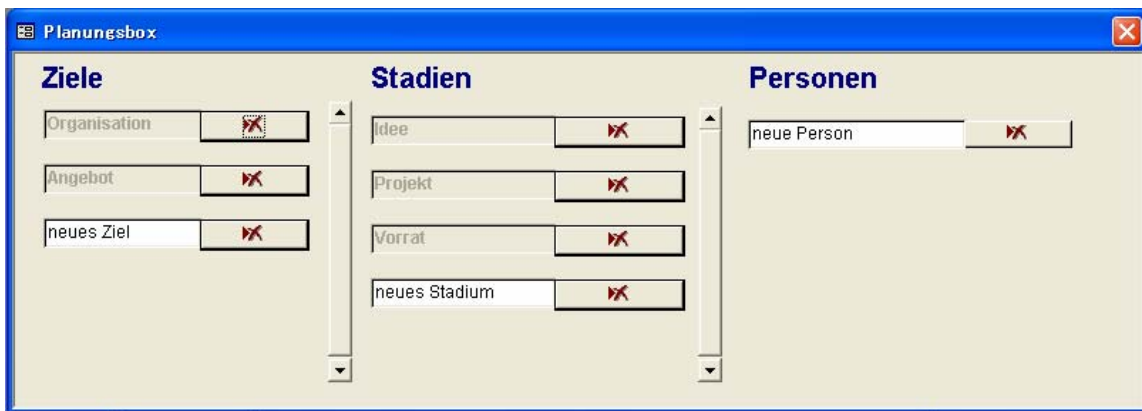 Planungsbox
Ziele
Organisation
Angebot
neues Ziel
Stadien
Idee
Projekt
Vorrat
neues Stadium
Personen
neue Person